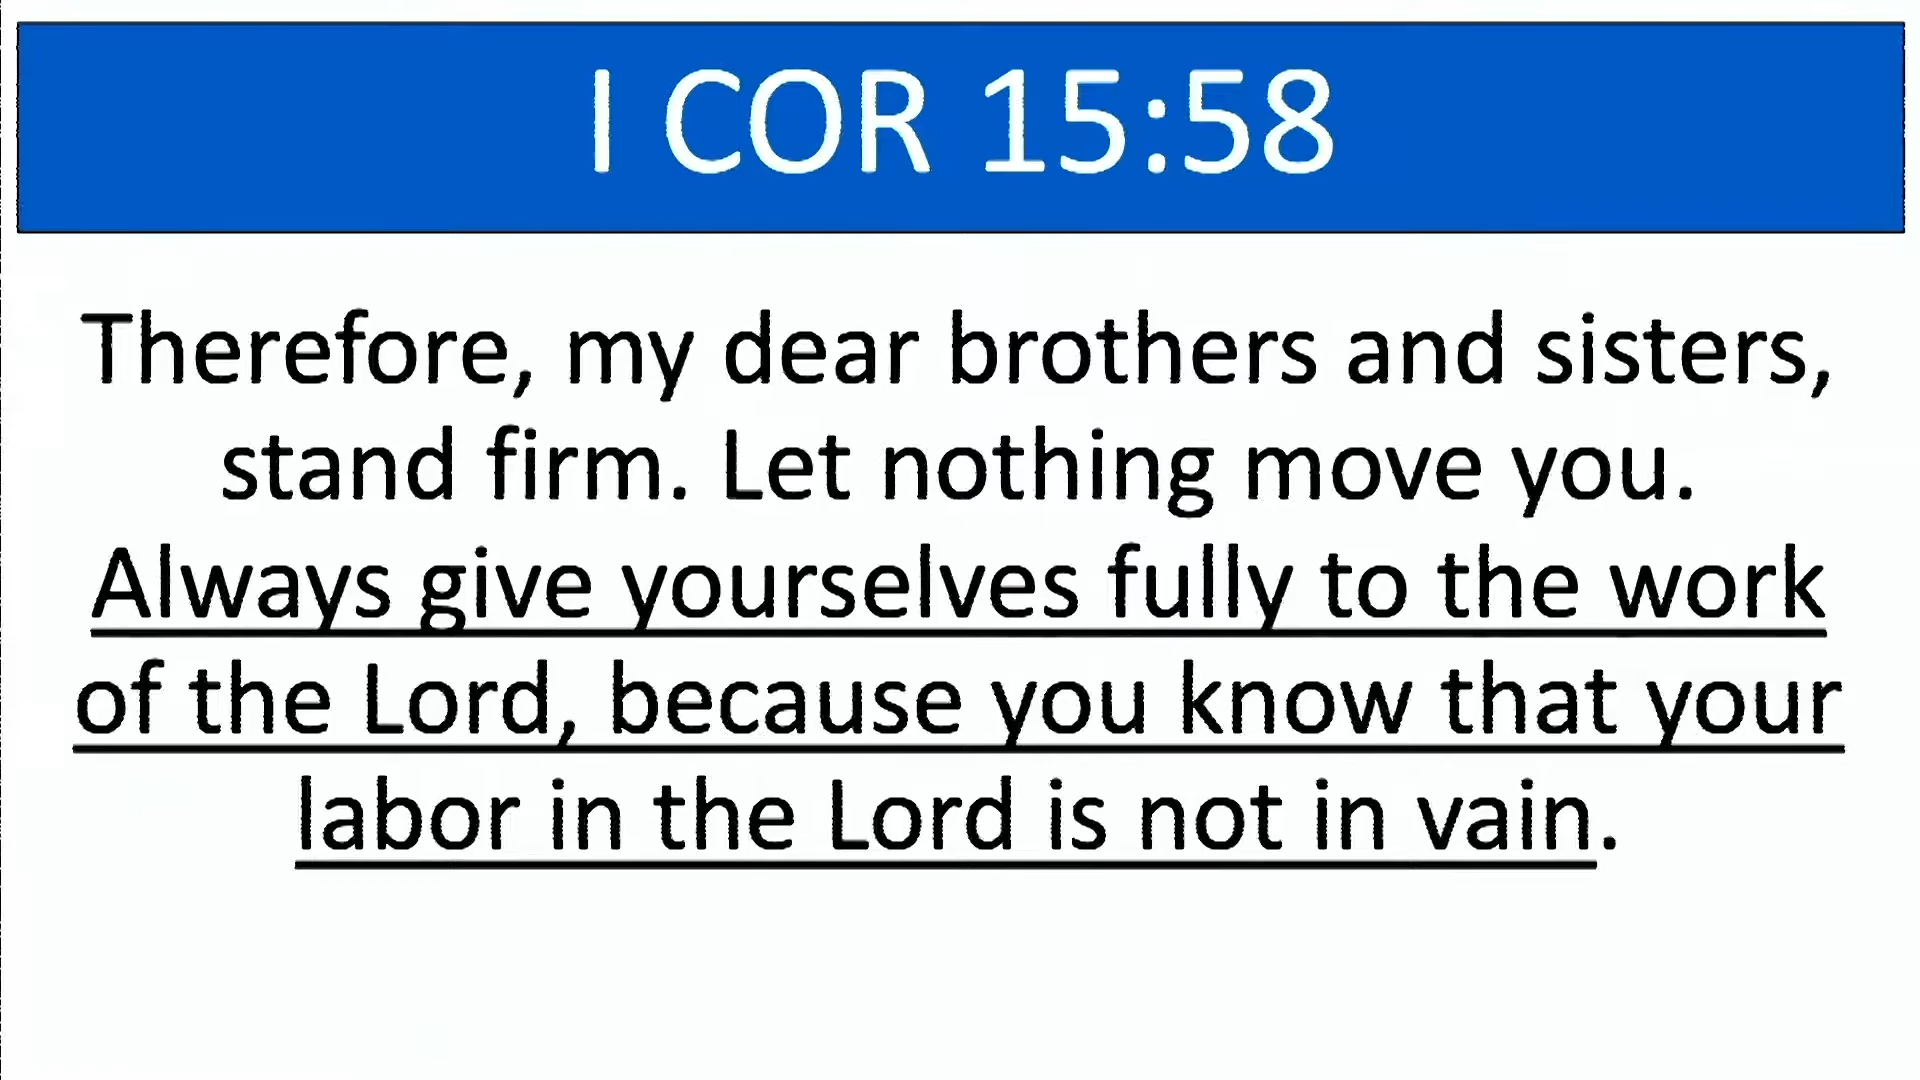 I COR 15:58
Therefore, my dear brothers and sisters,
stand firm. Let nothing move you.
Always give yourselves fully to the work
of the Lord, because you know that your
labor in the Lord is not in vain.